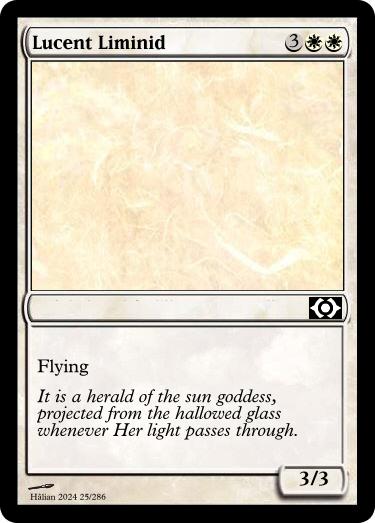 Lucent Liminid 3
Flying
It is a herald of the sun goddess,
projected from the hallowed glass
whenever Her light passes through.
3/3
Hålian 2024 25/286